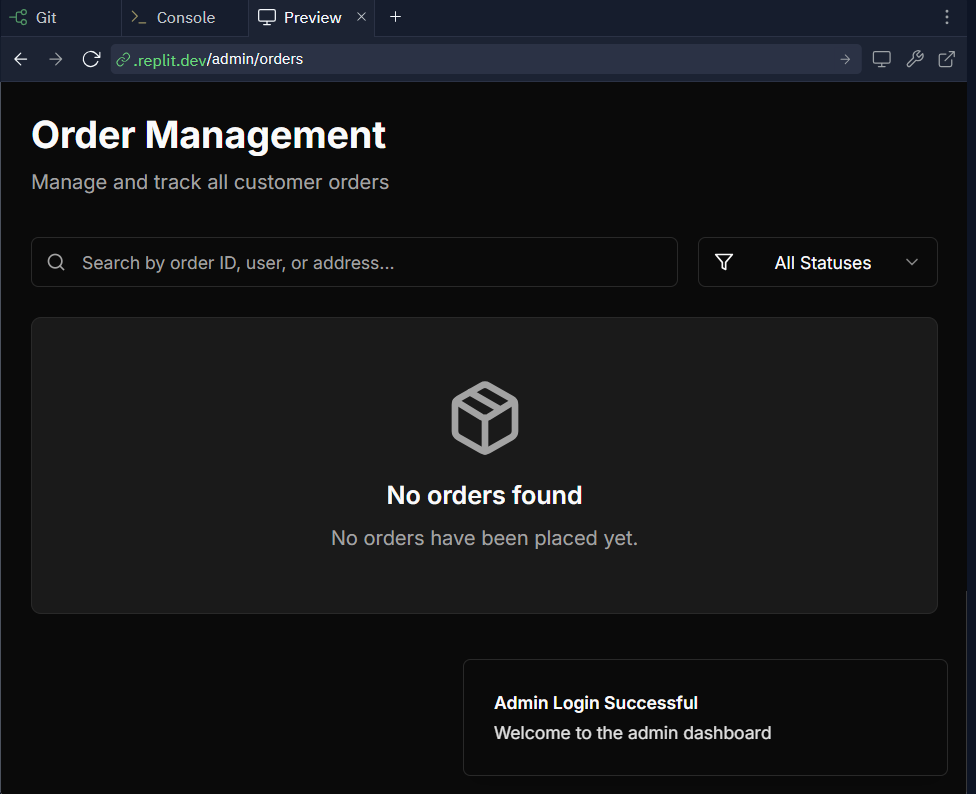 Git
Console
Preview
.replit.dev/admin/orders
Order Management
Manage and track all customer orders
Search by order ID, user, or address...
All Statuses
No orders found
No orders have been placed yet.
Admin Login Successful
Welcome to the admin dashboard